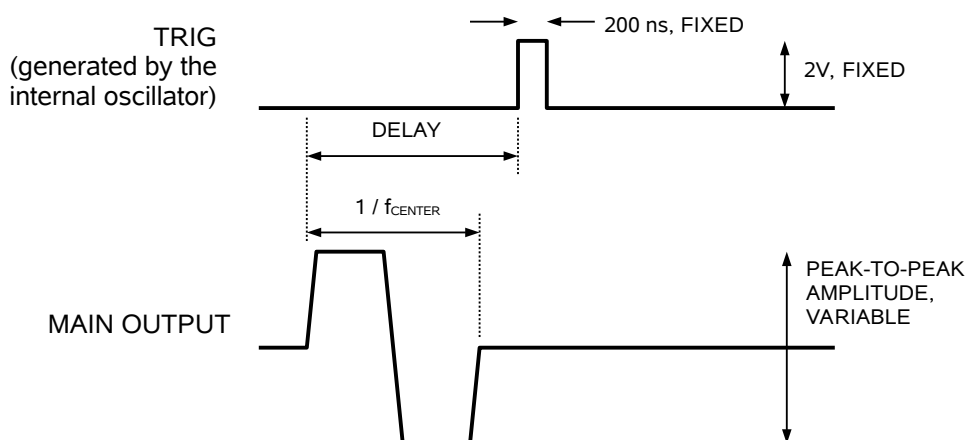 TRIG
(generated by the
internal oscillator)
200 ns, FIXED
2V, FIXED
DELAY
1 / fCENTER
MAIN OUTPUT
PEAK-TO-PEAK
AMPLITUDE,
VARIABLE